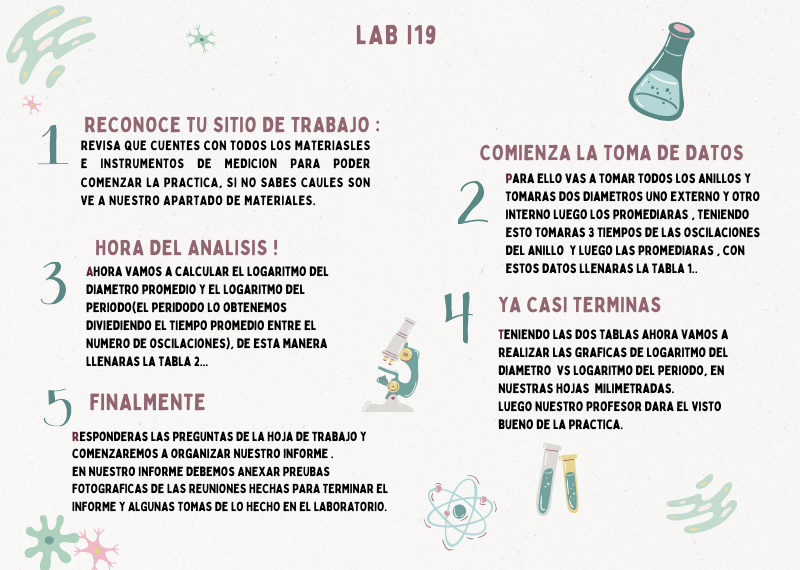 LAB I19
1
RECONOCE TU SITIO DE TRABAJO :
REVISA QUE CUENTES CON TODOS LOS MATERIASLES
E INSTRUMENTOS DE MEDICION PARA PODER
COMENZAR LA PRACTICA, SI NO SABES CAULES SON
VE A NUESTRO APARTADO DE MATERIALES.
2
COMIENZA LA TOMA DE DATOS
PARA ELLO VAS A TOMAR TODOS LOS ANILLOS Y
TOMARAS DOS DIAMETROS UNO EXTERNO Y OTRO
INTERNO LUEGO LOS PROMEDIARAS , TENIENDO
ESTO TOMARAS 3 TIEMPOS DE LAS OSCILACIONES
DEL ANILLO Y LUEGO LAS PROMEDIARAS , CON
ESTOS DATOS LLENARAS LA TABLA 1..
3
HORA DEL ANALISIS !
AHORA VAMOS A CALCULAR EL LOGARITMO DEL
DIAMETRO PROMEDIO Y EL LOGARITMO DEL
PERIODO(EL PERIDODO LO OBTENEMOS
DIVIEDIENDO EL TIEMPO PROMEDIO ENTRE EL
NUMERO DE OSCILACIONES), DE ESTA MANERA
LLENARAS LA TABLA 2...
4
YA CASI TERMINAS
TENIENDO LAS DOS TABLAS AHORA VAMOS A
REALIZAR LAS GRAFICAS DE LOGARITMO DEL
DIAMETRO VS LOGARITMO DEL PERIODO, EN
NUESTRAS HOJAS MILIMETRADAS.
LUEGO NUESTRO PROFESOR DARA EL VISTO
BUENO DE LA PRACTICA.
5
FINALMENTE
RESPONDERAS LAS PREGUNTAS DE LA HOJA DE TRABAJO Y
COMENZAREMOS A ORGANIZAR NUESTRO INFORME .
EN NUESTRO INFORME DEBEMOS ANEXAR PREUBAS
FOTOGRAFICAS DE LAS REUNIONES HECHAS PARA TERMINAR EL
INFORME Y ALGUNAS TOMAS DE LO HECHO EN EL LABORATORIO.